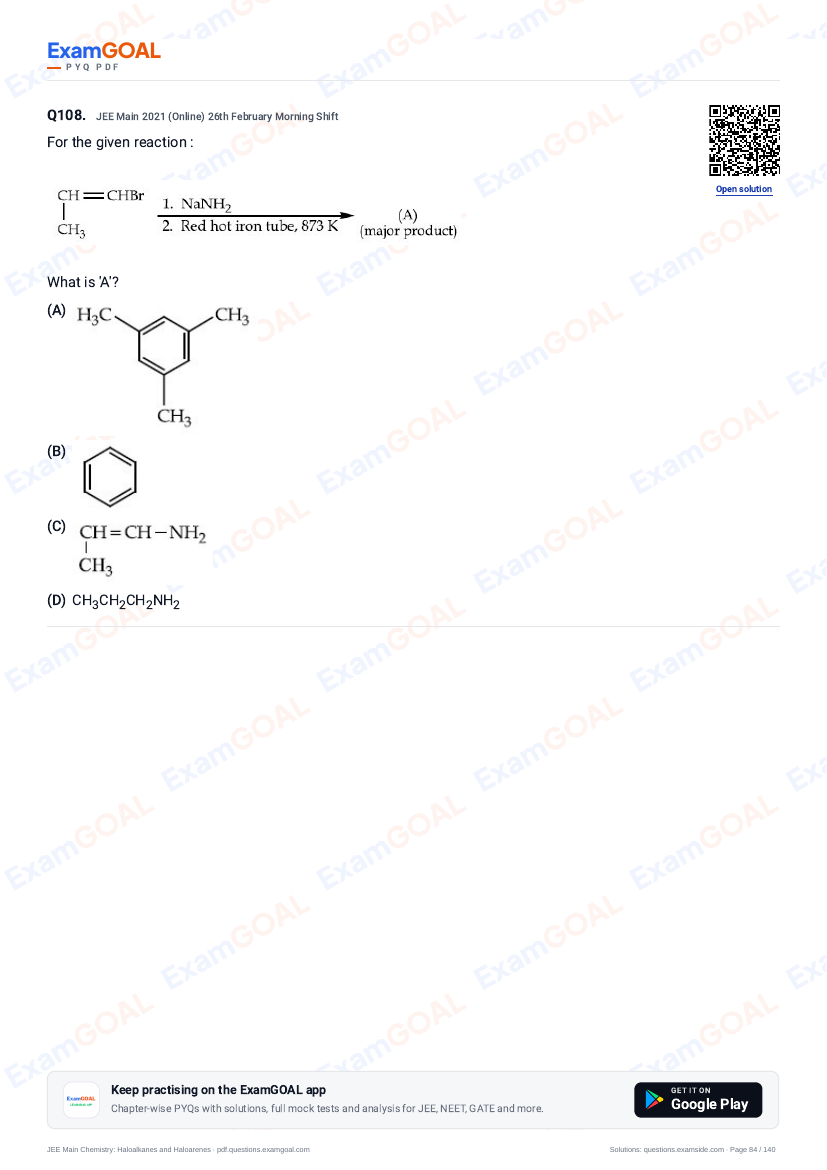 ExamGOAL
PYQ PDF
Q108. JEE Main 2021 (Online) 26th February Morning Shift
For the given reaction :
Open solution
CH=CHBr
|
CH₃
1. NaNH₂
2. Red hot iron tube, 873 K
(A)
(major product)
What is 'A'?
(A) H₃C CH₃
CH₃
(B)
(C) CH=CH−NH₂
|
CH₃
(D) CH₃CH₂CH₂NH₂
Keep practising on the ExamGOAL app
Chapter-wise PYQs with solutions, full mock tests and analysis for JEE, NEET, GATE and more.
GET IT ON
Google Play
JEE Main Chemistry: Haloalkanes and Haloarenes · pdf.questions.examgoal.com
Solutions: questions.examside.com · Page 84 / 140